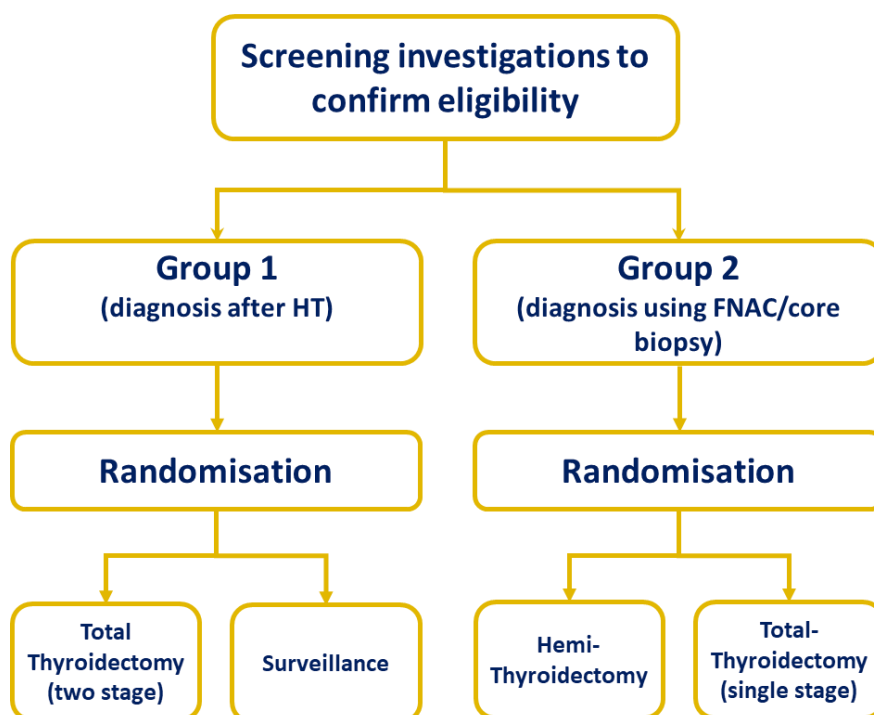 Screening investigations to
confirm eligibility
Group 1
(diagnosis after HT)
Group 2
(diagnosis using FNAC/core
biopsy)
Randomisation
Randomisation
Total
Thyroidectomy
(two stage)
Surveillance
Hemi-
Thyroidectomy
Total-
Thyroidectomy
(single stage)